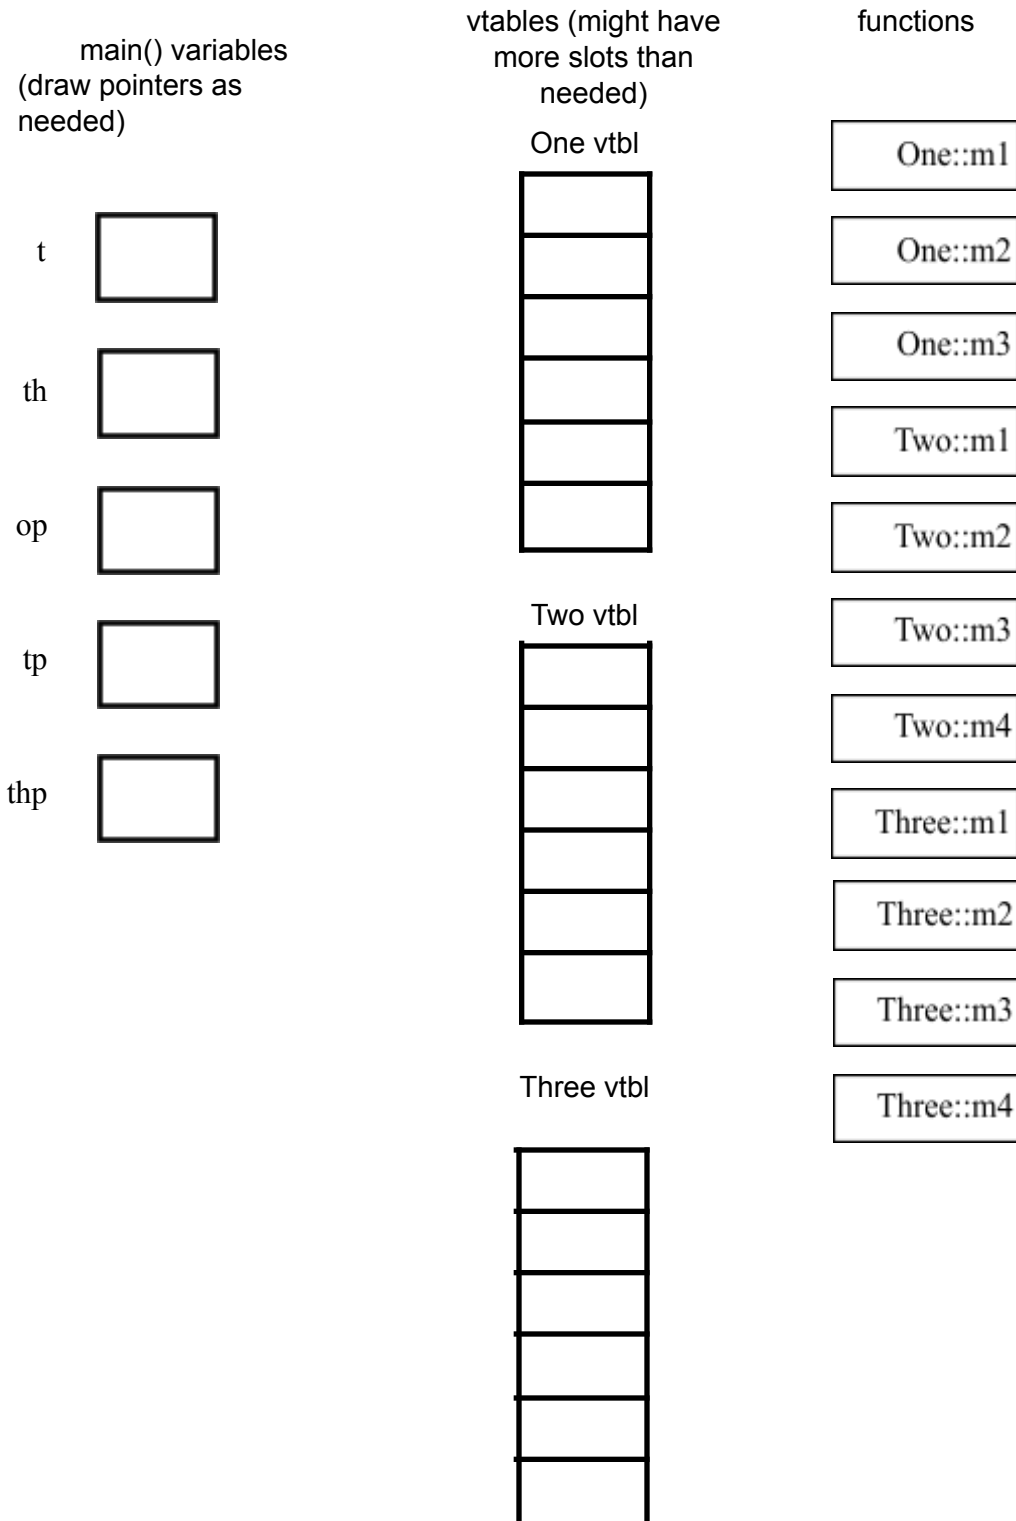 main() variables
(draw pointers as
needed)
t
th
op
tp
thp
vtables (might have
more slots than
needed)
One vtbl
Two vtbl
Three vtbl
functions
One::m1
One::m2
One::m3
Two::m1
Two::m2
Two::m3
Two::m4
Three::m1
Three::m2
Three::m3
Three::m4